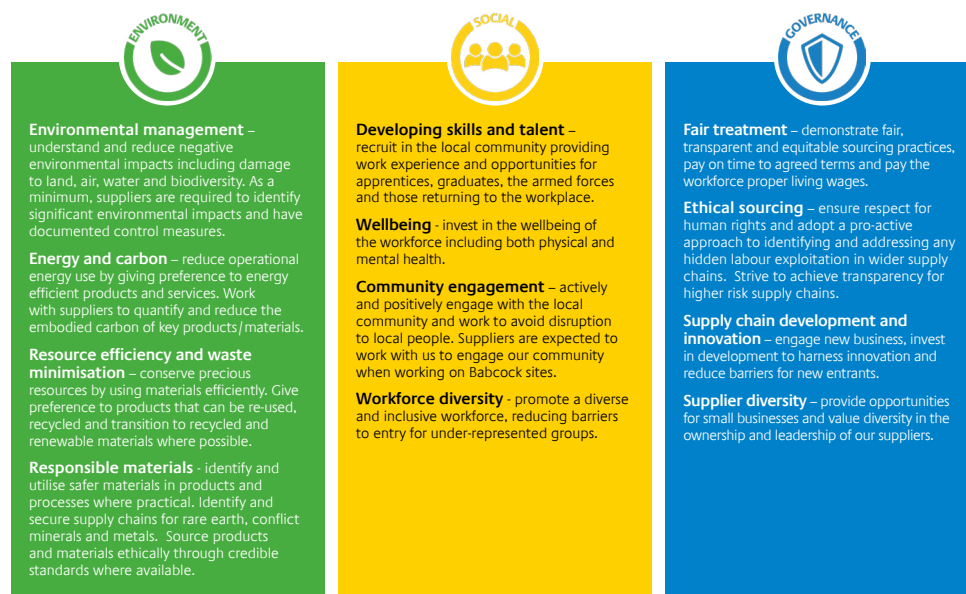 ENVIRONMENT
Environmental management –
understand and reduce negative
environmental impacts including damage
to land, air, water and biodiversity. As a
minimum, suppliers are required to identify
significant environmental impacts and have
documented control measures.
Energy and carbon – reduce operational
energy use by giving preference to energy
efficient products and services. Work
with suppliers to quantify and reduce the
embodied carbon of key products/materials.
Resource efficiency and waste
minimisation – conserve precious
resources by using materials efficiently. Give
preference to products that can be re-used,
recycled and transition to recycled and
renewable materials where possible.
Responsible materials - identify and
utilise safer materials in products and
processes where practical. Identify and
secure supply chains for rare earth, conflict
minerals and metals.  Source products
and materials ethically through credible
standards where available.
SOCIAL
Developing skills and talent –
recruit in the local community providing
work experience and opportunities for
apprentices, graduates, the armed forces
and those returning to the workplace.
Wellbeing - invest in the wellbeing of
the workforce including both physical and
mental health.
Community engagement – actively
and positively engage with the local
community and work to avoid disruption
to local people. Suppliers are expected to
work with us to engage our community
when working on Babcock sites.
Workforce diversity - promote a diverse
and inclusive workforce, reducing barriers
to entry for under-represented groups.
GOVERNANCE
Fair treatment – demonstrate fair,
transparent and equitable sourcing practices,
pay on time to agreed terms and pay the
workforce proper living wages.
Ethical sourcing – ensure respect for
human rights and adopt a pro-active
approach to identifying and addressing any
hidden labour exploitation in wider supply
chains.  Strive to achieve transparency for
higher risk supply chains.
Supply chain development and
innovation – engage new business, invest
in development to harness innovation and
reduce barriers for new entrants.
Supplier diversity – provide opportunities
for small businesses and value diversity in the
ownership and leadership of our suppliers.